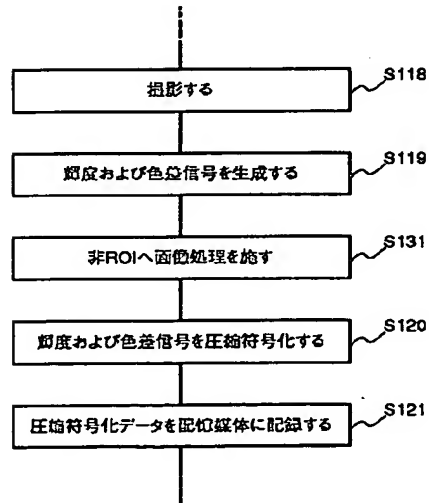 撮影する
S118
輝度および色差信号を生成する
S119
非ROIへ画像処理を施す
S131
輝度および色差信号を圧縮符号化する
S120
圧縮符号化データを記憶媒体に記録する
S121